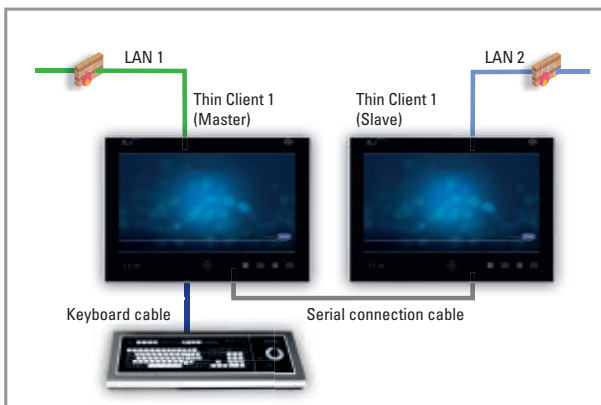 LAN 1
LAN 2
Thin Client 1
(Master)
Thin Client 1
(Slave)
Keyboard cable
Serial connection cable